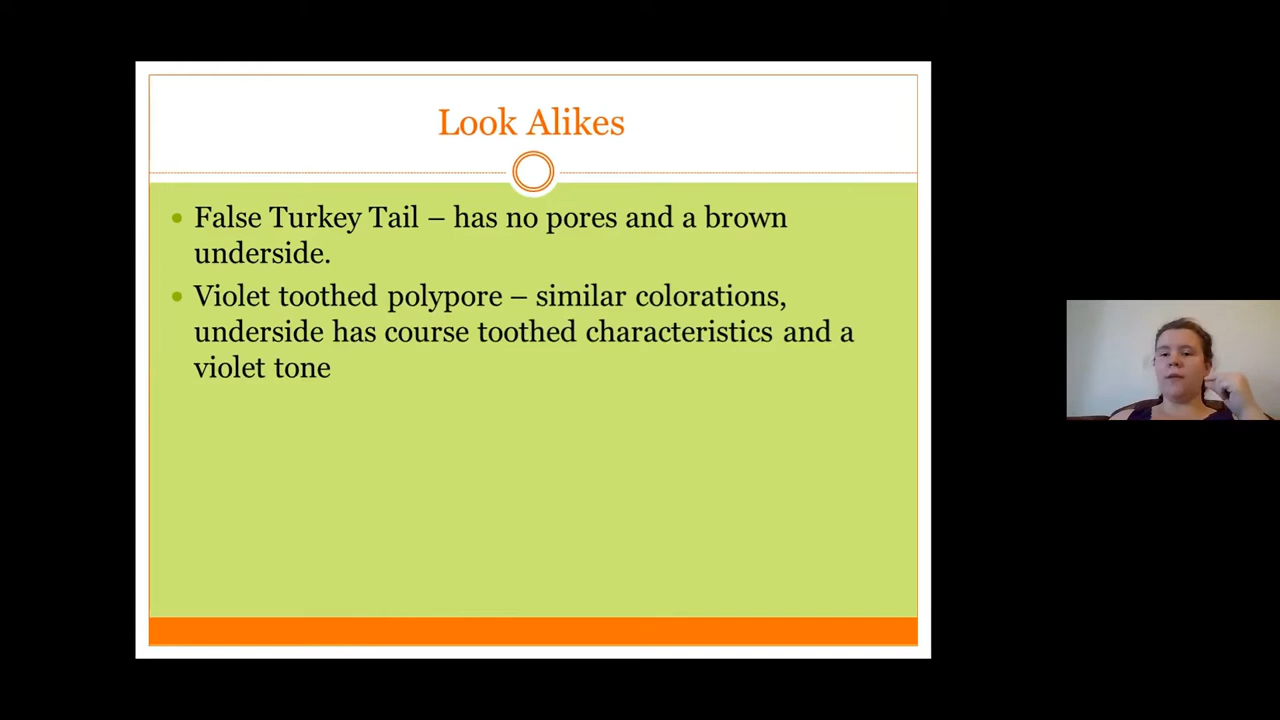 Look Alikes
• False Turkey Tail – has no pores and a brown
underside.
• Violet toothed polypore – similar colorations,
underside has course toothed characteristics and a
violet tone